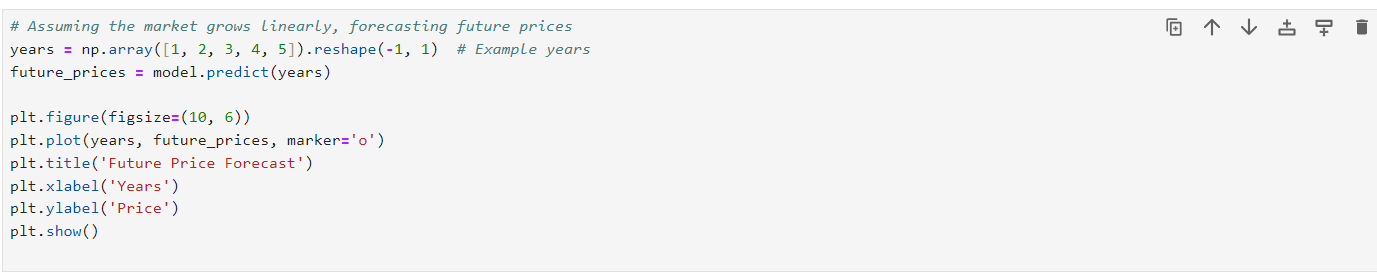 # Assuming the market grows linearly, forecasting future prices
years = np.array([1, 2, 3, 4, 5]).reshape(-1, 1)  # Example years
future_prices = model.predict(years)
plt.figure(figsize=(10, 6))
plt.plot(years, future_prices, marker='o')
plt.title('Future Price Forecast')
plt.xlabel('Years')
plt.ylabel('Price')
plt.show()